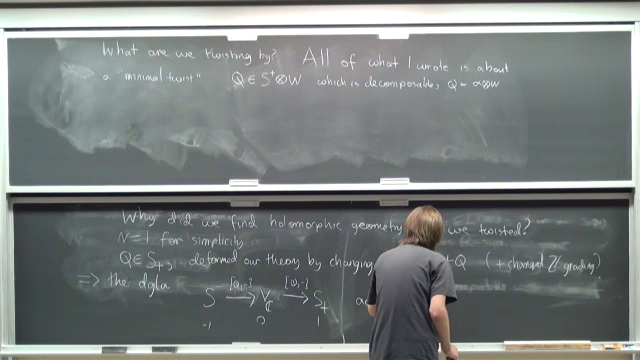 What are we twisting by? All of what I wrote is about
a "minimal twist" Q ∈ S⁺⊗W which is decomposable, Q = α⊗w
Why did we find holomorphic geometry we twisted?
N=1 for simplicity
Q ∈ S₊, deformed our theory by changing +Q (+ changed Z/ grading)
⇒ the dgla S [Q,-]→ V_C [Q,-]→ S₊
-1 0 1